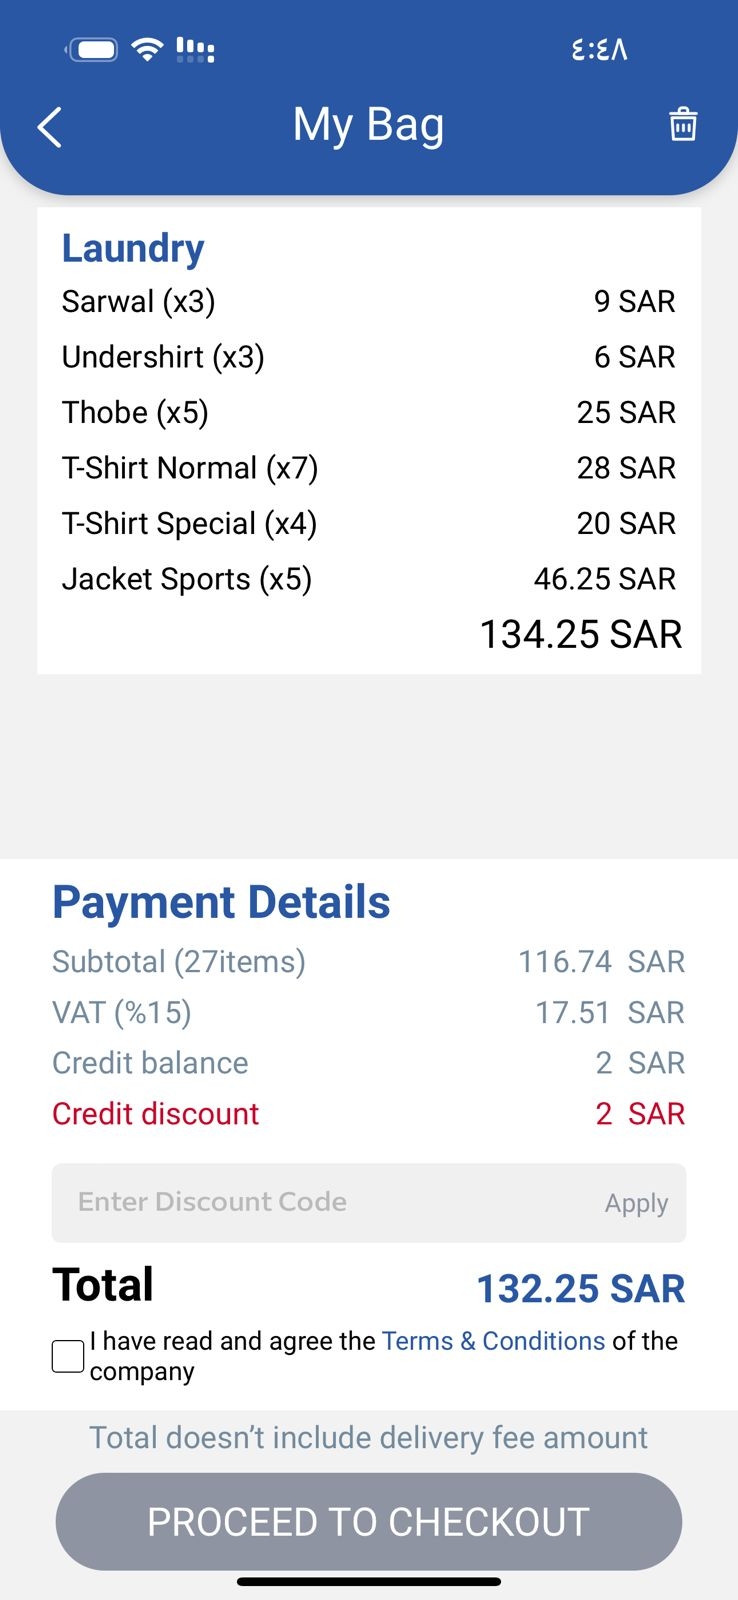 ٤:٤٨
My Bag
Laundry
Sarwal (x3) 9 SAR
Undershirt (x3) 6 SAR
Thobe (x5) 25 SAR
T-Shirt Normal (x7) 28 SAR
T-Shirt Special (x4) 20 SAR
Jacket Sports (x5) 46.25 SAR
134.25 SAR
Payment Details
Subtotal (27items) 116.74 SAR
VAT (%15) 17.51 SAR
Credit balance 2 SAR
Credit discount 2 SAR
Enter Discount Code Apply
Total 132.25 SAR
I have read and agree the Terms & Conditions of the
company
Total doesn’t include delivery fee amount
PROCEED TO CHECKOUT